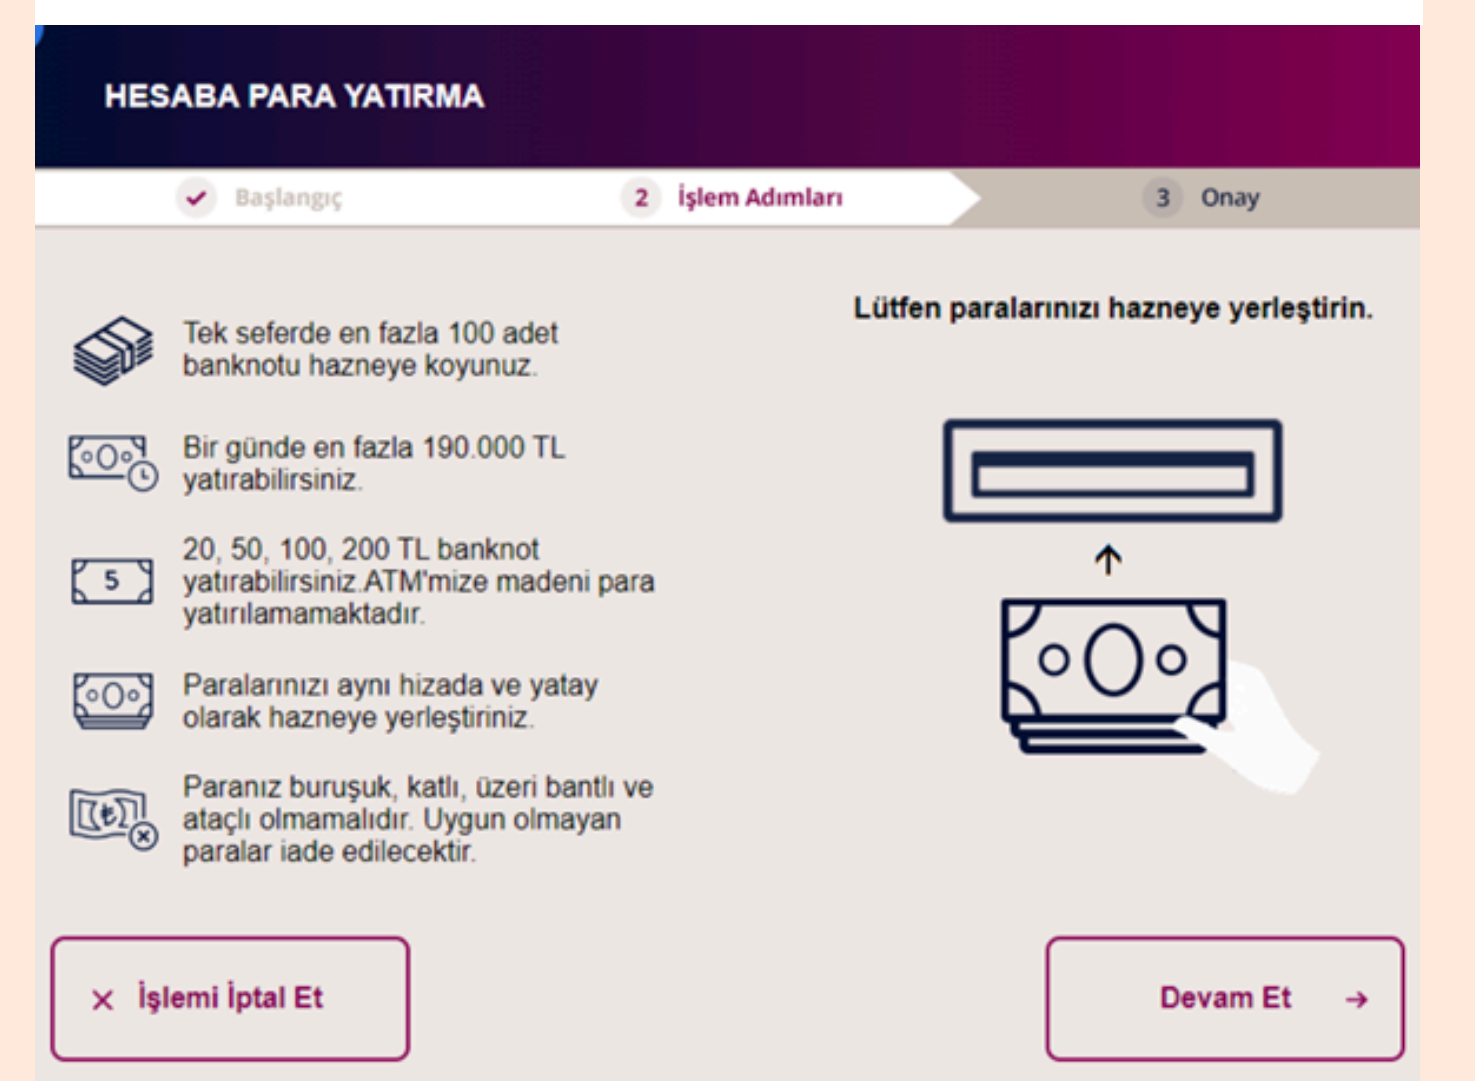 HESABA PARA YATIRMA
Başlangıç
2 İşlem Adımları
3 Onay
Tek seferde en fazla 100 adet
banknotu hazneye koyunuz.
Bir günde en fazla 190.000 TL
yatırabilirsiniz.
5
20, 50, 100, 200 TL banknot
yatırabilirsiniz.ATM'mize madeni para
yatırılamamaktadır.
Paralarınızı aynı hizada ve yatay
olarak hazneye yerleştiriniz.
₺
Paranız buruşuk, katlı, üzeri bantlı ve
ataçlı olmamalıdır. Uygun olmayan
paralar iade edilecektir.
Lütfen paralarınızı hazneye yerleştirin.
İşlemi İptal Et
Devam Et